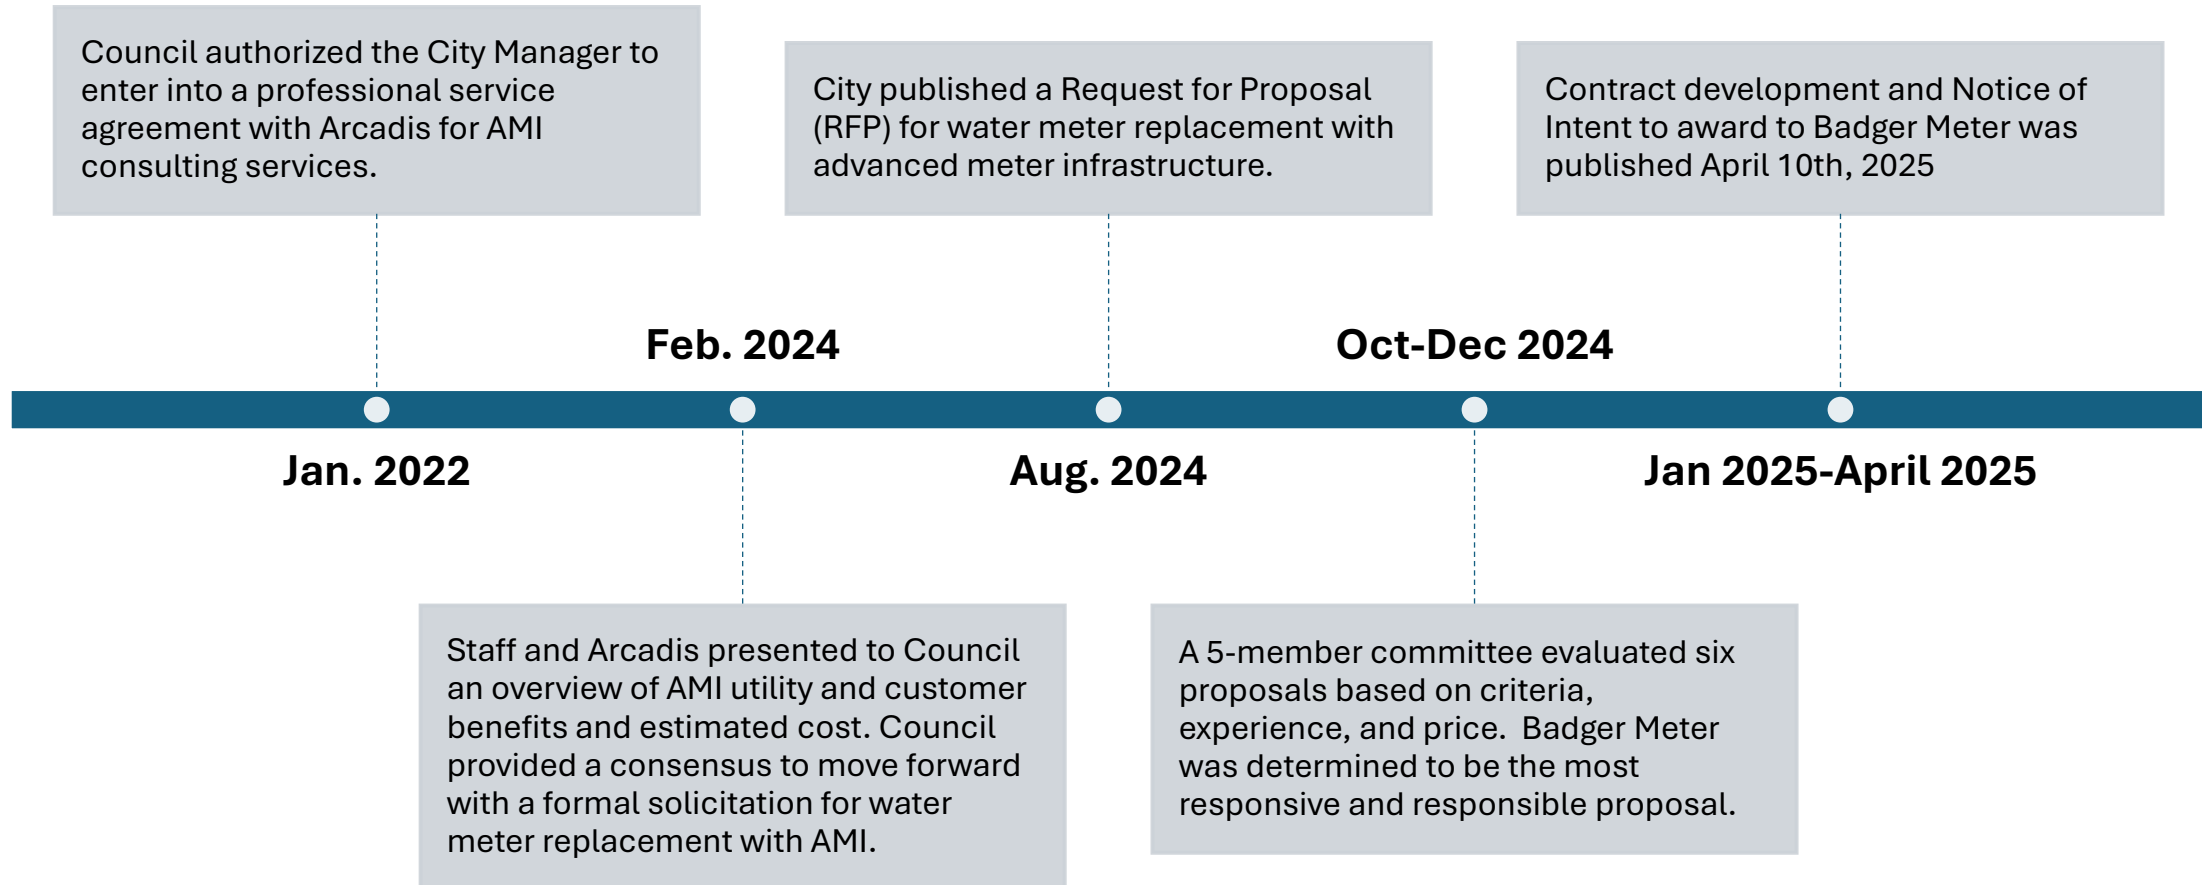 Council authorized the City Manager to
enter into a professional service
agreement with Arcadis for AMI
consulting services.
City published a Request for Proposal
(RFP) for water meter replacement with
advanced meter infrastructure.
Contract development and Notice of
Intent to award to Badger Meter was
published April 10th, 2025
Feb. 2024
Oct-Dec 2024
Jan. 2022
Aug. 2024
Jan 2025-April 2025
Staff and Arcadis presented to Council
an overview of AMI utility and customer
benefits and estimated cost. Council
provided a consensus to move forward
with a formal solicitation for water
meter replacement with AMI.
A 5-member committee evaluated six
proposals based on criteria,
experience, and price.  Badger Meter
was determined to be the most
responsive and responsible proposal.